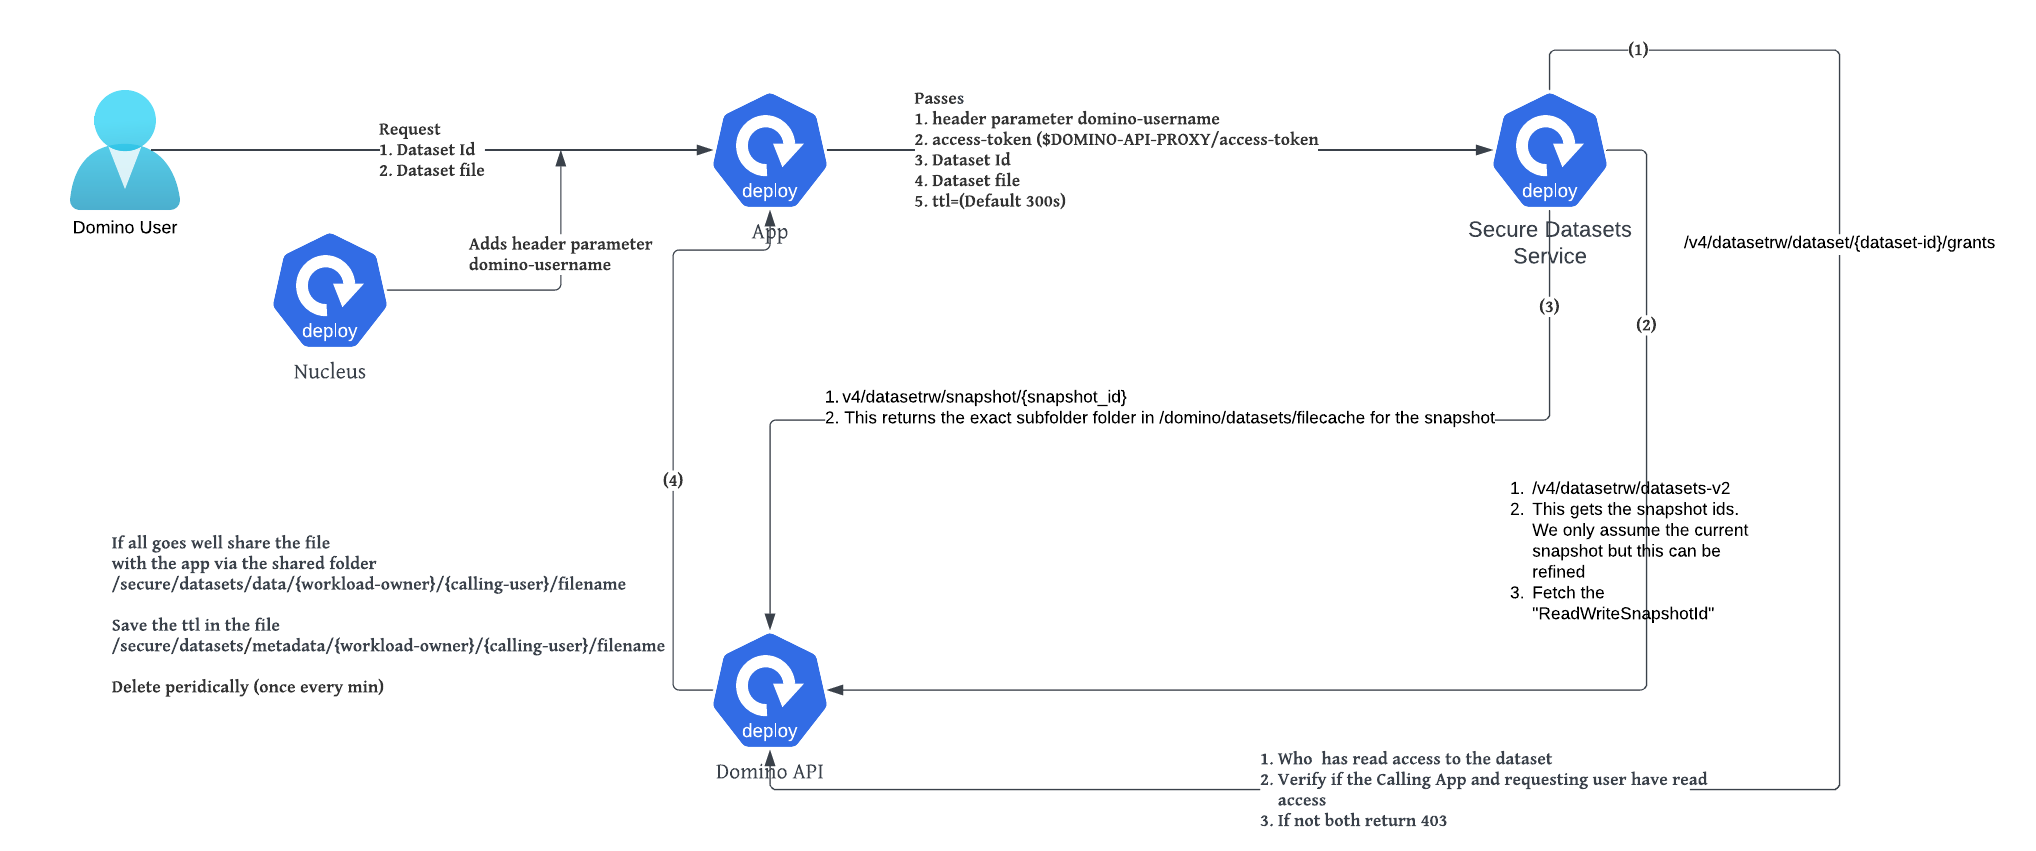 (1)
Passes
1. header parameter domino-username
2. access-token ($DOMINO-API-PROXY/access-token
3. Dataset Id
4. Dataset file
5. ttl=(Default 300s)
Request
1. Dataset Id
2. Dataset file
deploy
deploy
Domino User
App
Secure Datasets
Service
Adds header parameter
domino-username
/v4/datasetrw/dataset/{dataset-id}/grants
deploy
Nucleus
(3)
(2)
1. v4/datasetrw/snapshot/{snapshot_id}
2. This returns the exact subfolder folder in /domino/datasets/filecache for the snapshot
(4)
1. /v4/datasetrw/datasets-v2
2. This gets the snapshot ids.
We only assume the current
snapshot but this can be
refined
3. Fetch the
"ReadWriteSnapshotId"
If all goes well share the file
with the app via the shared folder
/secure/datasets/data/{workload-owner}/{calling-user}/filename
Save the ttl in the file
/secure/datasets/metadata/{workload-owner}/{calling-user}/filename
Delete peridically (once every min)
deploy
Domino API
1. Who  has read access to the dataset
2. Verify if the Calling App and requesting user have read
access
3. If not both return 403